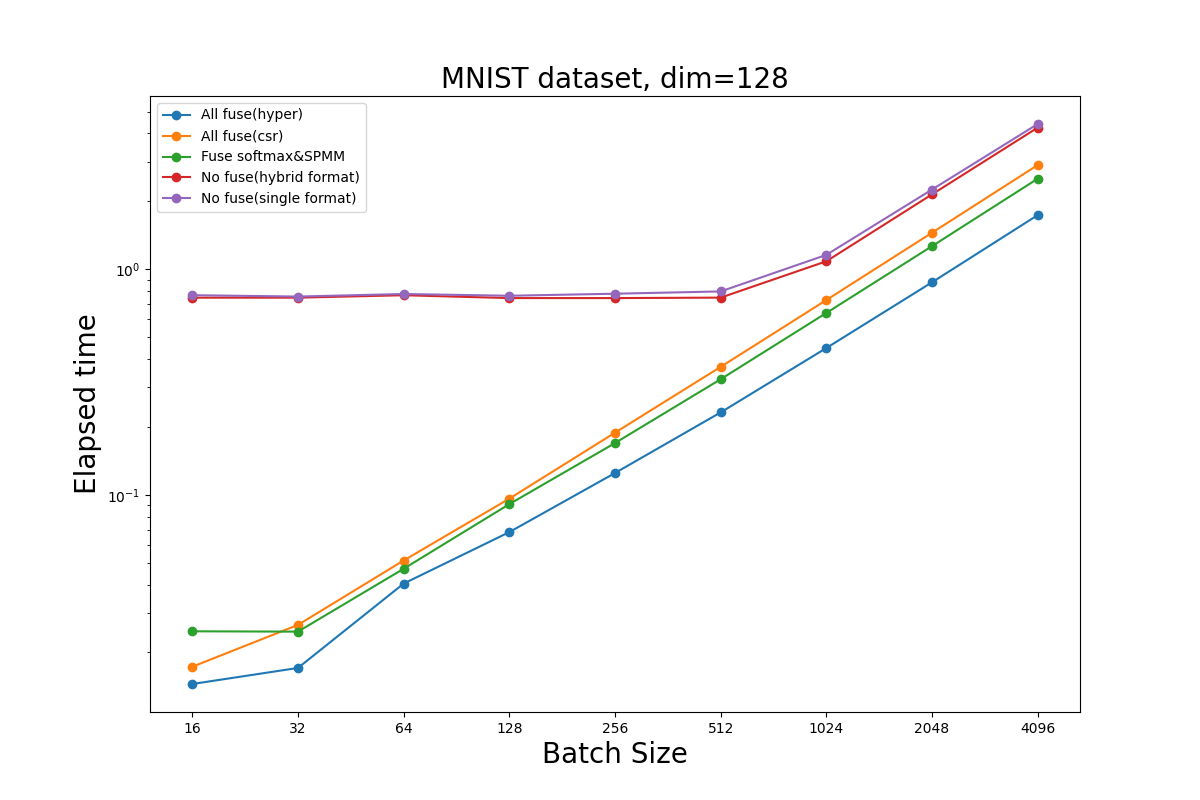 MNIST dataset, dim=128
All fuse(hyper)
All fuse(csr)
Fuse softmax&SPMM
No fuse(hybrid format)
No fuse(single format)
10⁰
10⁻¹
Elapsed time
16 32 64 128 256 512 1024 2048 4096
Batch Size